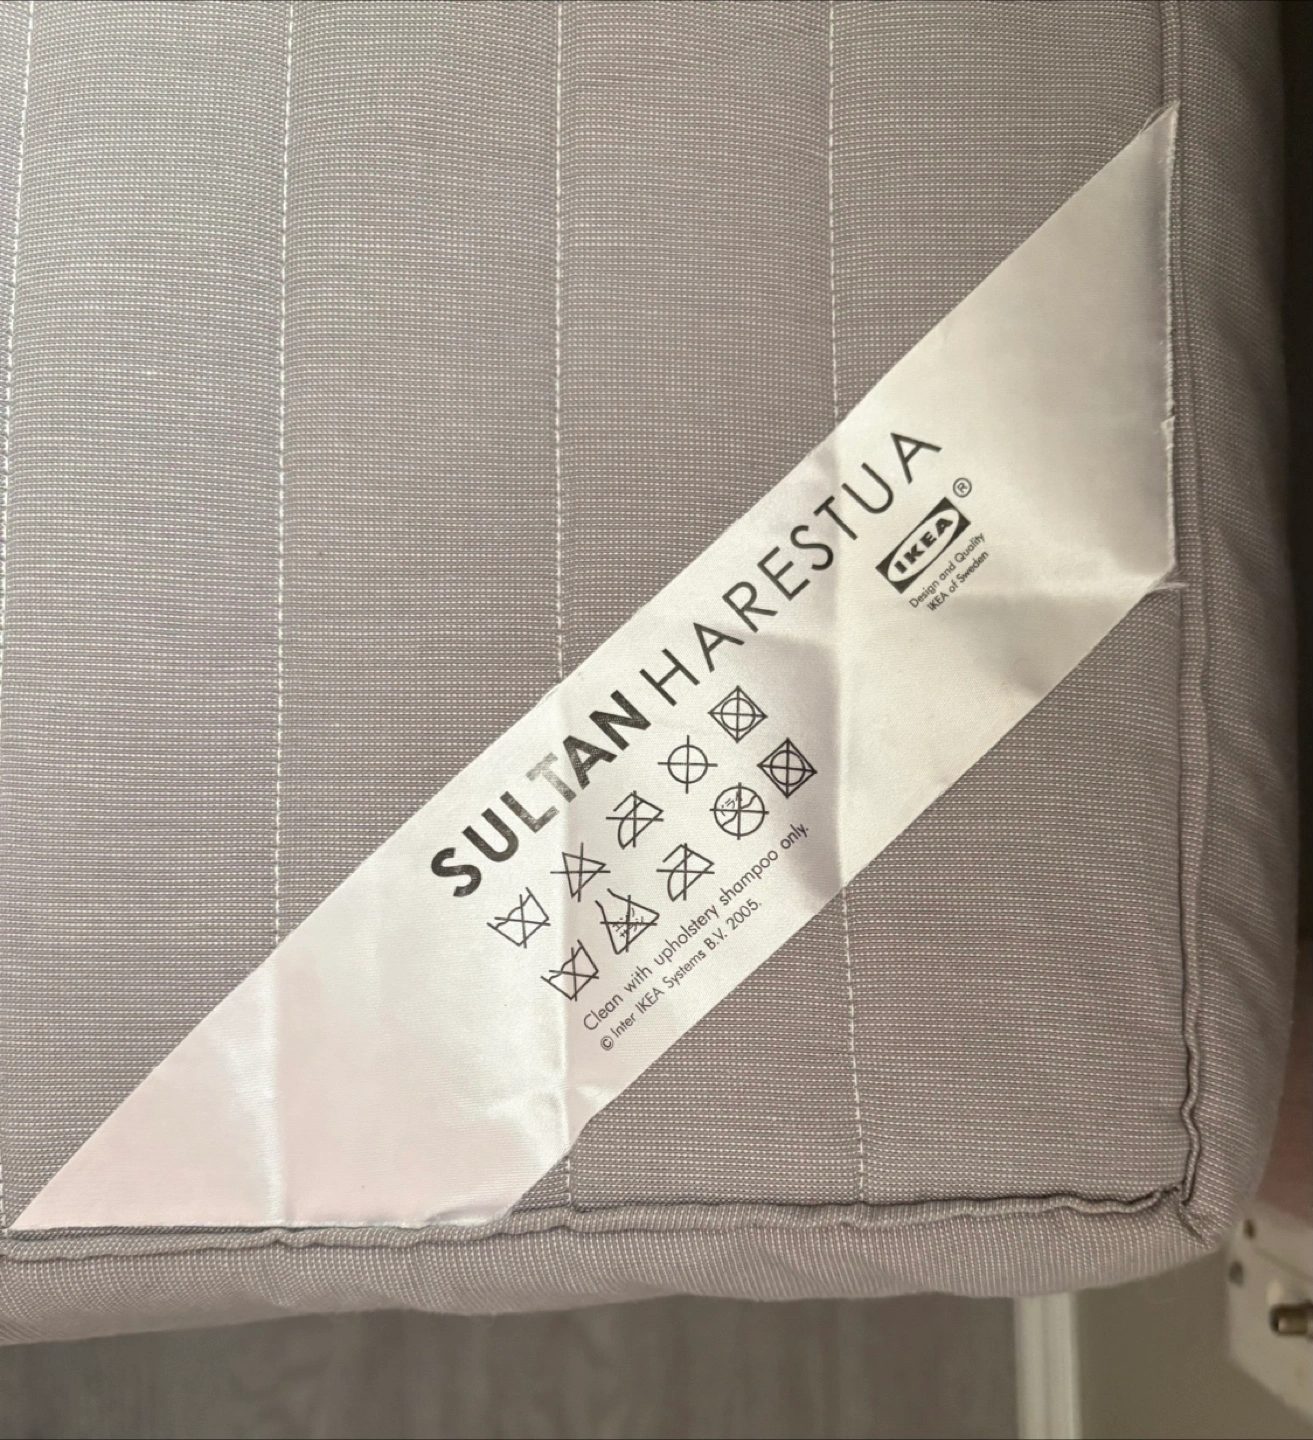 SULTAN HARESTUA
IKEA®
Design and Quality
IKEA of Sweden
Clean with upholstery shampoo only.
© Inter IKEA Systems B.V. 2005.